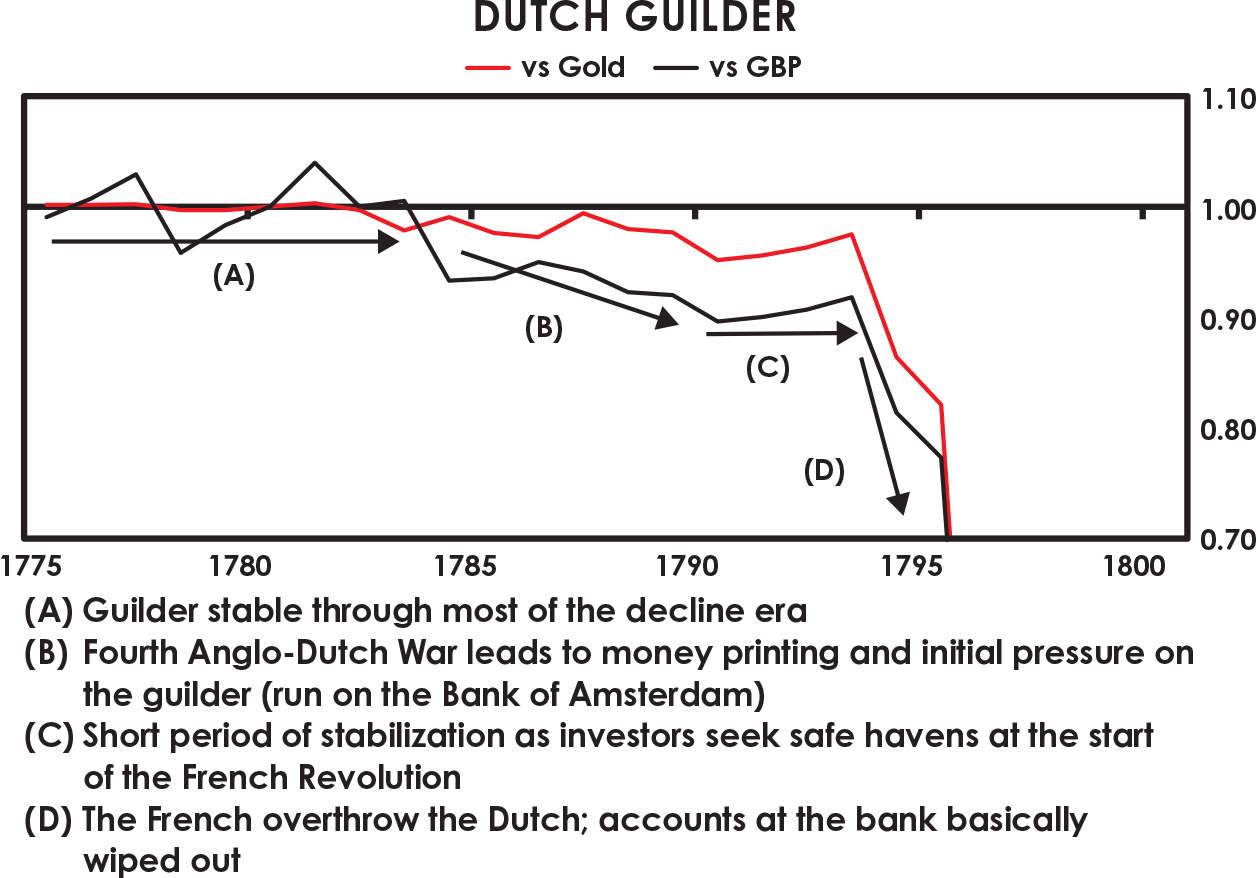 DUTCH GUILDER
vs Gold vs GBP
1.10
1.00
(A)
0.90
(B)
(C)
0.80
(D)
0.70
1775 1780 1785 1790 1795 1800
(A) Guilder stable through most of the decline era
(B) Fourth Anglo-Dutch War leads to money printing and initial pressure on
the guilder (run on the Bank of Amsterdam)
(C) Short period of stabilization as investors seek safe havens at the start
of the French Revolution
(D) The French overthrow the Dutch; accounts at the bank basically
wiped out